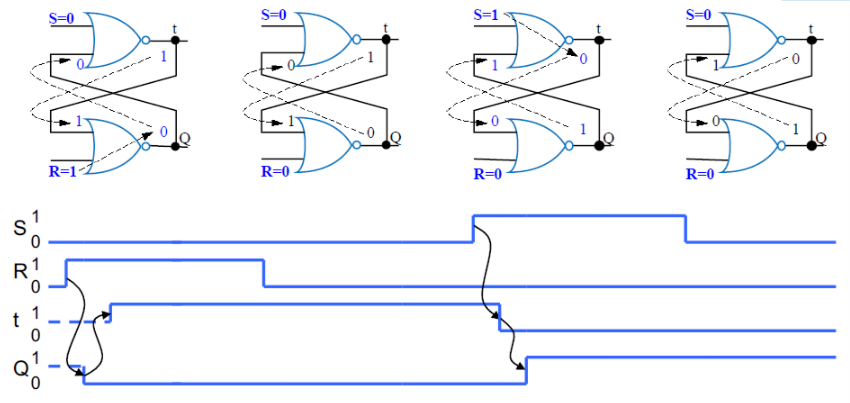 S=0 t S=0 t S=1 t S=0 t
0 1 0 1 1 0 1 0
1 0 1 0 0 1 0 1
Q Q Q Q
R=1 R=0 R=0 R=0
S 1
0
R 1
0
t 1
0
Q 1
0